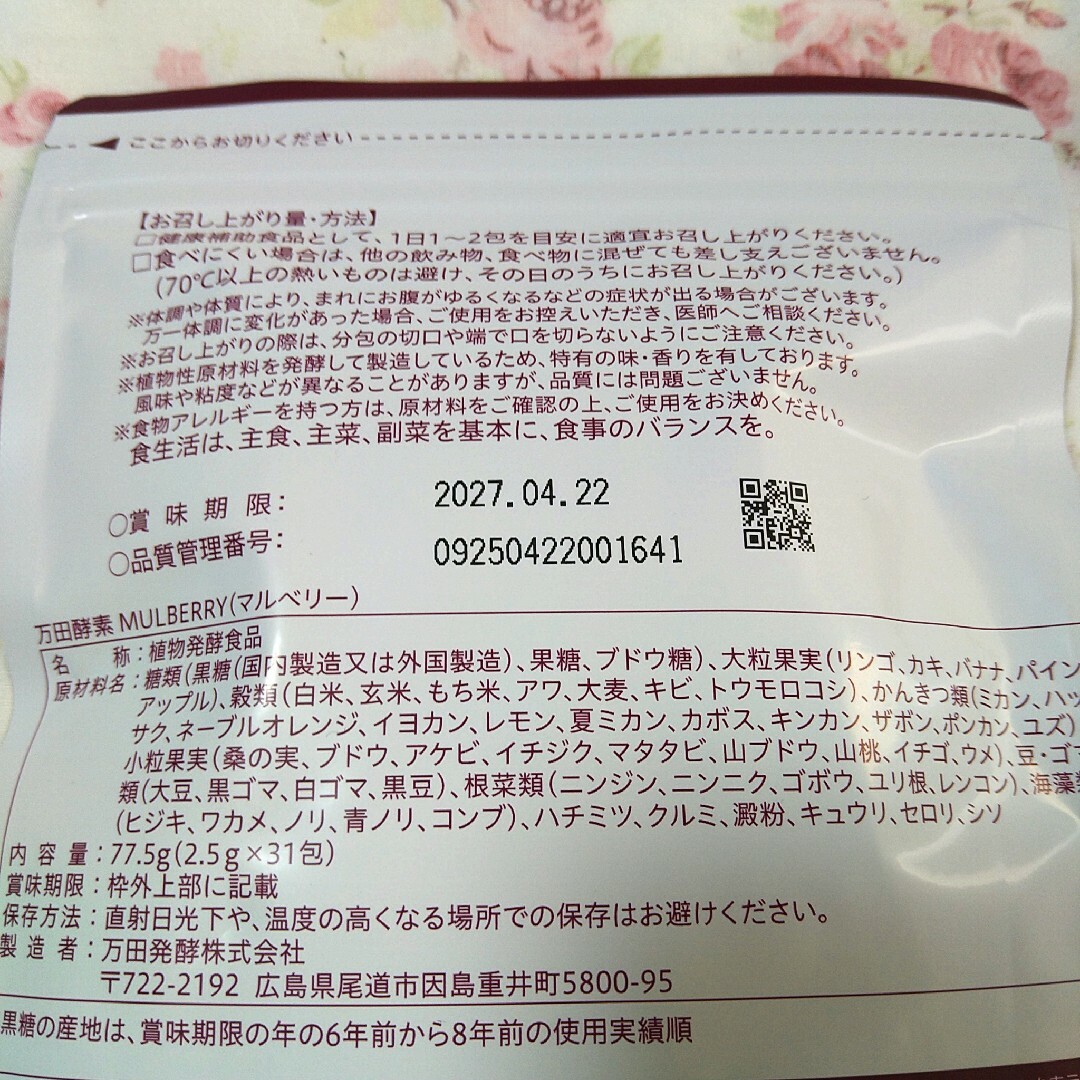 ここからお切りください
【お召し上がり量・方法】
□健康補助食品として、1日1〜2包を目安に適宜お召し上がりください。
□食べにくい場合は、他の飲み物、食べ物に混ぜても差し支えございません。
(70℃以上の熱いものは避け、その日のうちにお召し上がりください。)
※体調や体質により、まれにお腹がゆるくなるなどの症状が出る場合がございます。
万一体調に変化があった場合、ご使用をお控えいただき、医師へご相談ください。
※お召し上がりの際は、分包の切口や端で口を切らないようにご注意ください。
※植物性原材料を発酵して製造しているため、特有の味・香りを有しております。
風味や粘度などが異なることがありますが、品質には問題ございません。
※食物アレルギーを持つ方は、原材料をご確認の上、ご使用をお決めください。
食生活は、主食、主菜、副菜を基本に、食事のバランスを。
○賞味期限: 2027.04.22
○品質管理番号: 09250422001641
万田酵素 MULBERRY(マルベリー)
名称:植物発酵食品
原材料名:糖類(黒糖(国内製造又は外国製造)、果糖、ブドウ糖)、大粒果実(リンゴ、カキ、バナナ、パイン
アップル)、穀類(白米、玄米、もち米、アワ、大麦、キビ、トウモロコシ)、かんきつ類(ミカン、ハッ
サク、ネーブルオレンジ、イヨカン、レモン、夏ミカン、カボス、キンカン、ザボン、ポンカン、ユズ)
小粒果実(桑の実、ブドウ、アケビ、イチジク、マタタビ、山ブドウ、山桃、イチゴ、ウメ)、豆・ゴマ
類(大豆、黒ゴマ、白ゴマ、黒豆)、根菜類(ニンジン、ニンニク、ゴボウ、ユリ根、レンコン)、海藻類
(ヒジキ、ワカメ、ノリ、青ノリ、コンブ)、ハチミツ、クルミ、澱粉、キュウリ、セロリ、シソ
内容量:77.5g(2.5g×31包)
賞味期限:枠外上部に記載
保存方法:直射日光下や、温度の高くなる場所での保存はお避けください。
製造者:万田発酵株式会社
〒722-2192 広島県尾道市因島重井町5800-95
黒糖の産地は、賞味期限の年の6年前から8年前の使用実績順